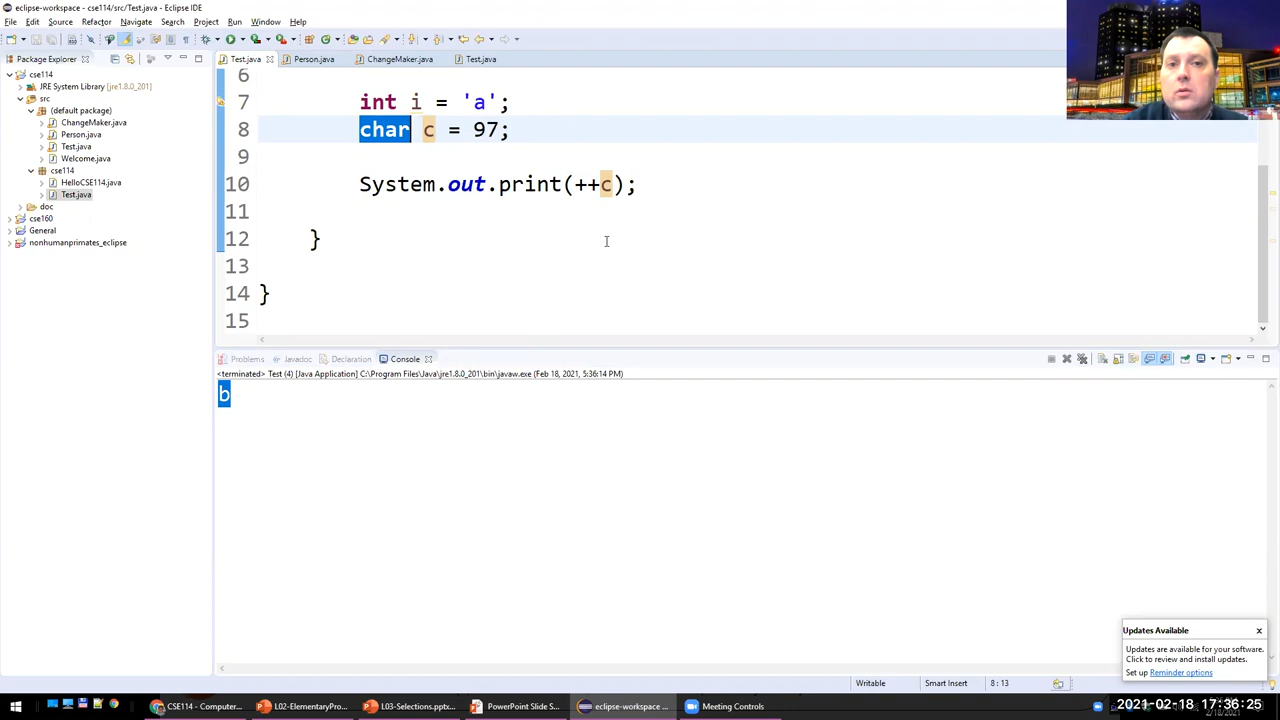 eclipse-workspace - cse114/src/Test.java - Eclipse IDE
File Edit Source Refactor Navigate Search Project Run Window Help
Package Explorer
Test.java Person.java ChangeMaker.java Test.java
cse114
JRE System Library [jre1.8.0_201]
src
(default package)
ChangeMaker.java
Person.java
Test.java
Welcome.java
cse114
HelloCSE114.java
Test.java
doc
cse160
General
nonhumanprimates_eclipse
6
7 int i = 'a';
8 char c = 97;
9
10 System.out.print(++c);
11
12 }
13
14 }
15
Problems Javadoc Declaration Console
<terminated> Test (4) [Java Application] C:\Program Files\Java\jre1.8.0_201\bin\javaw.exe (Feb 18, 2021, 5:36:14 PM)
b
Updates Available
Updates are available for your software.
Click to review and install updates.
Set up Reminder options
Writable Smart Insert 8 : 13
CSE114 - Computer... L02-ElementaryPro... L03-Selections.pptx... PowerPoint Slide S... eclipse-workspace ... Meeting Controls
2021-02-18 17:36:25